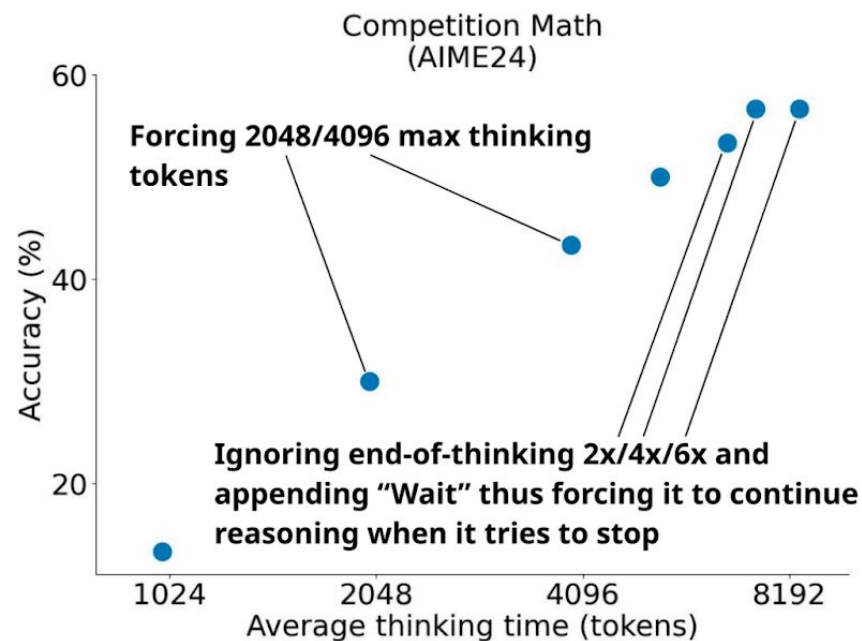 Competition Math
(AIME24)
60
Forcing 2048/4096 max thinking
tokens
40
Accuracy (%)
Ignoring end-of-thinking 2x/4x/6x and
appending “Wait” thus forcing it to continue
reasoning when it tries to stop
20
1024 2048 4096 8192
Average thinking time (tokens)